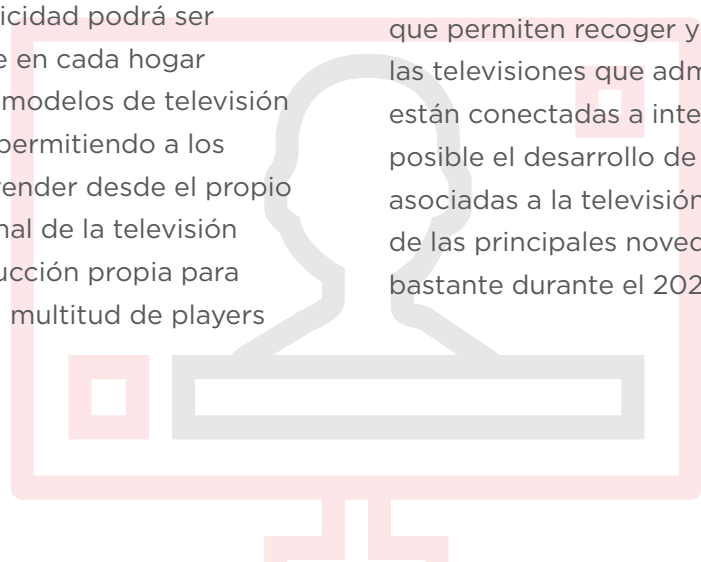 icidad podrá ser
en cada hogar
modelos de televisión
permitiendo a los
ender desde el propio
nal de la televisión
ucción propia para
multitud de players
que permiten recoger y
las televisiones que adm
están conectadas a inte
posible el desarrollo de
asociadas a la televisión
de las principales noved
bastante durante el 202